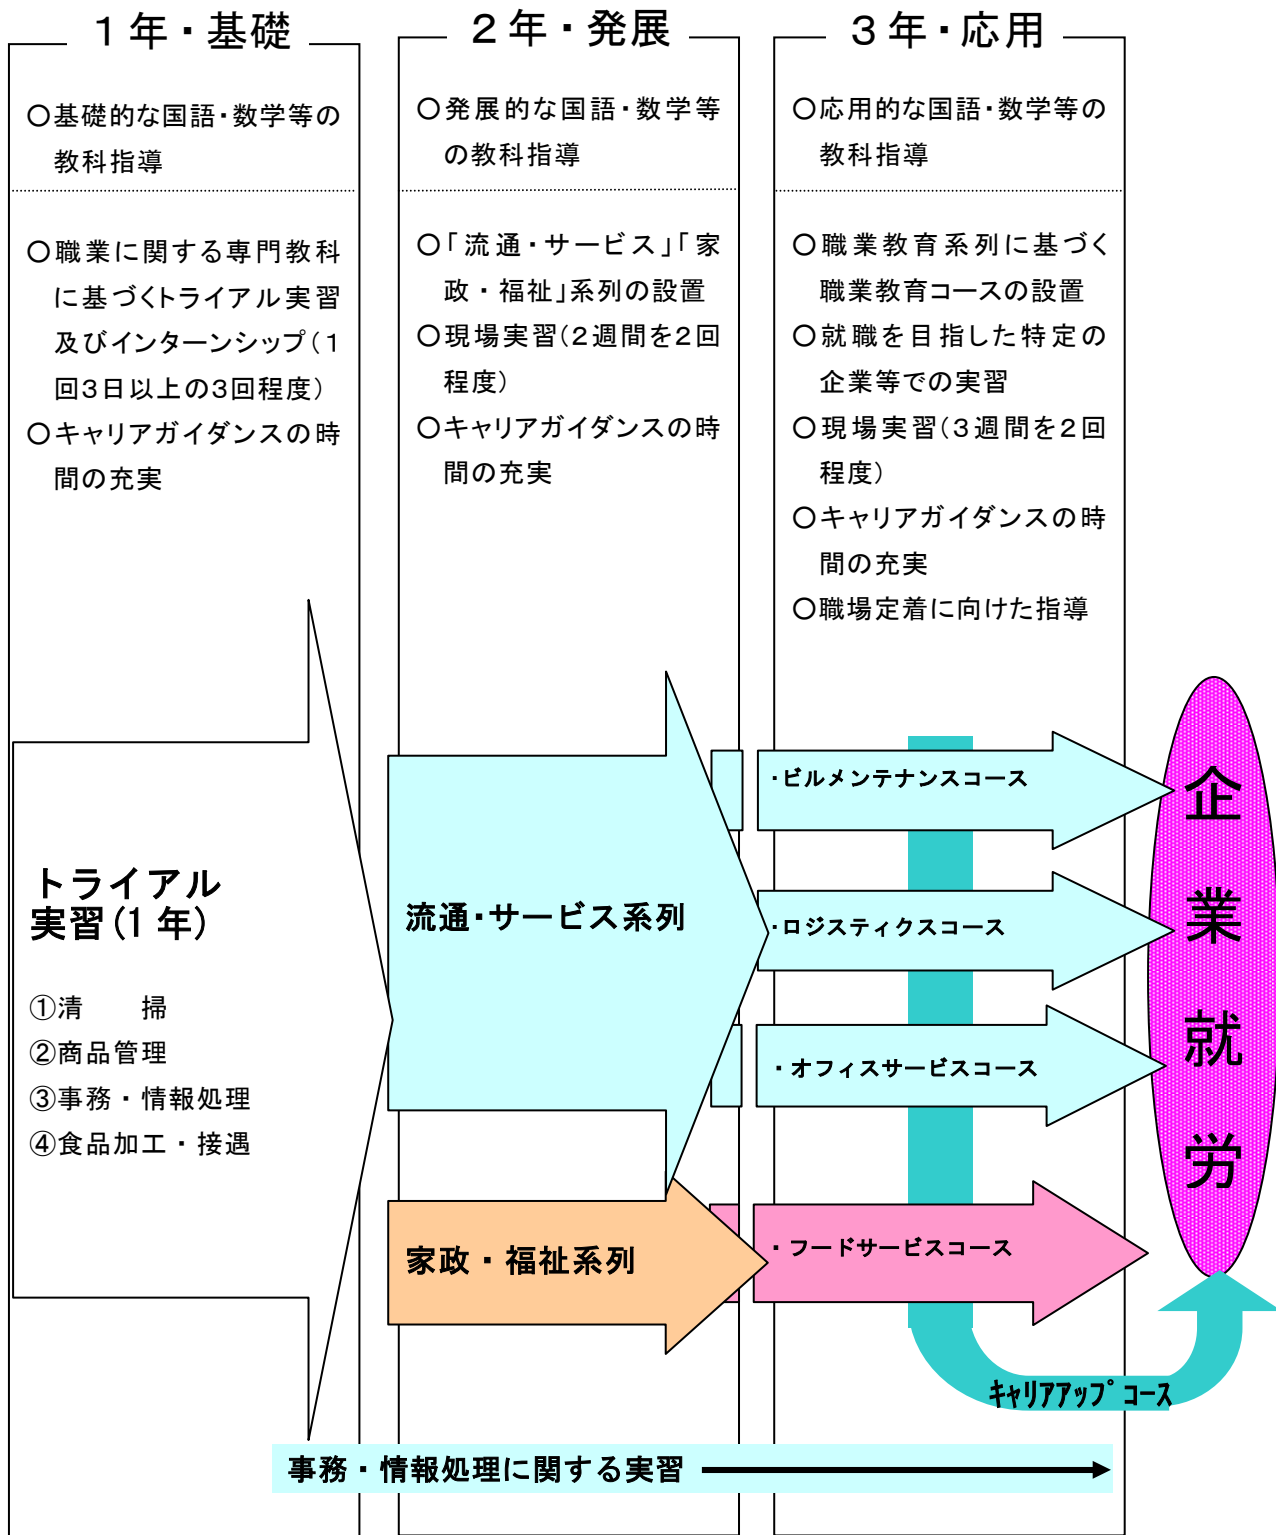 １年・基礎
〇基礎的な国語・数学等の
教科指導
〇職業に関する専門教科
に基づくトライアル実習
及びインターンシップ（１
回３日以上の３回程度）
〇キャリアガイダンスの時
間の充実
トライアル
実習（1 年）
①清　　掃
②商品管理
③事務・情報処理
④食品加工・接遇
２年・発展
〇発展的な国語・数学等
の教科指導
〇「流通・サービス」「家
政・福祉」系列の設置
〇現場実習（２週間を２回
程度）
〇キャリアガイダンスの時
間の充実
流通・サービス系列
家政・福祉系列
３年・応用
〇応用的な国語・数学等の
教科指導
〇職業教育系列に基づく
職業教育コースの設置
〇就職を目指した特定の
企業等での実習
〇現場実習（３週間を２回
程度）
〇キャリアガイダンスの時
間の充実
〇職場定着に向けた指導
・ビルメンテナンスコース
・ロジスティクスコース
・オフィスサービスコース
・フードサービスコース
企業就労
ｷｬﾘｱｱｯﾌﾟｺｰｽ
事務・情報処理に関する実習